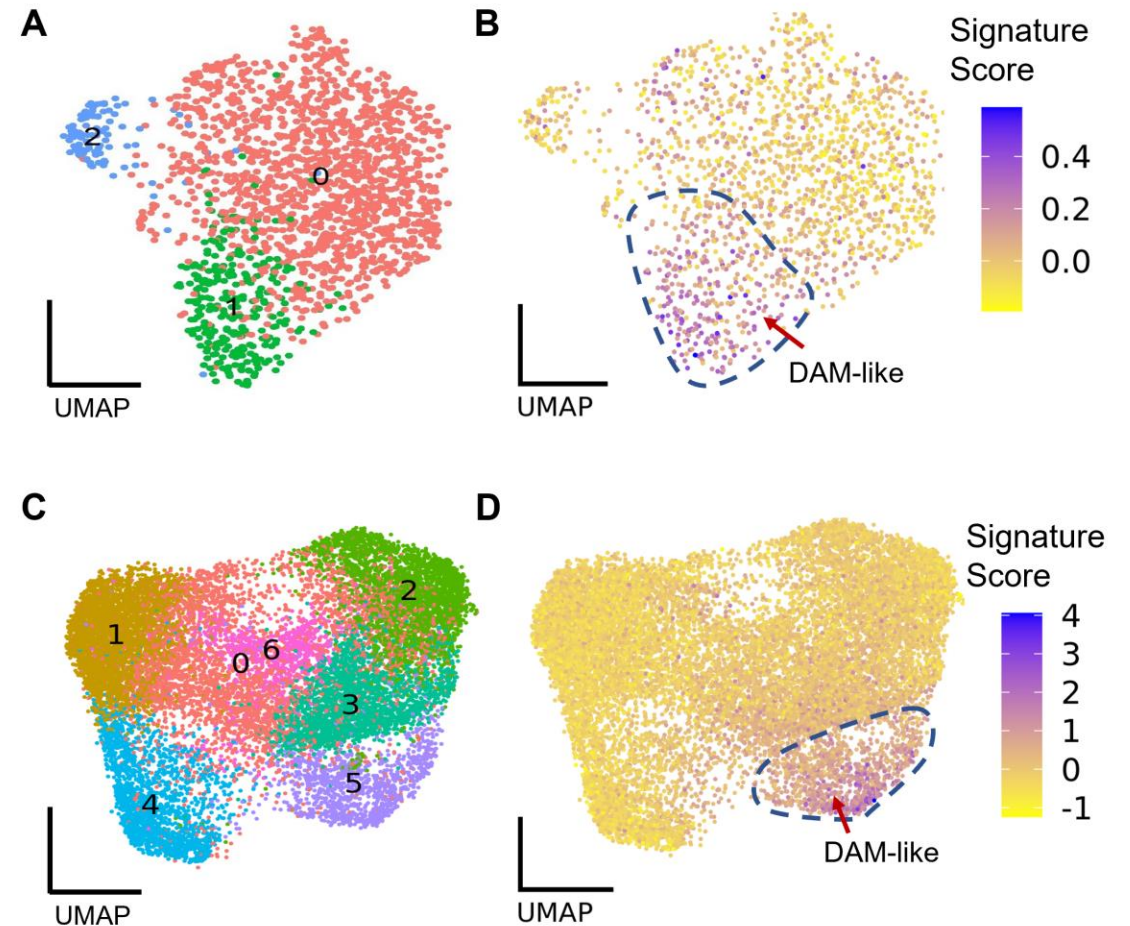 A
2
0
1
UMAP
B
Signature
Score
0.4
0.2
0.0
DAM-like
UMAP
C
1
2
0
6
3
5
4
UMAP
D
Signature
Score
4
3
2
1
0
-1
DAM-like
UMAP